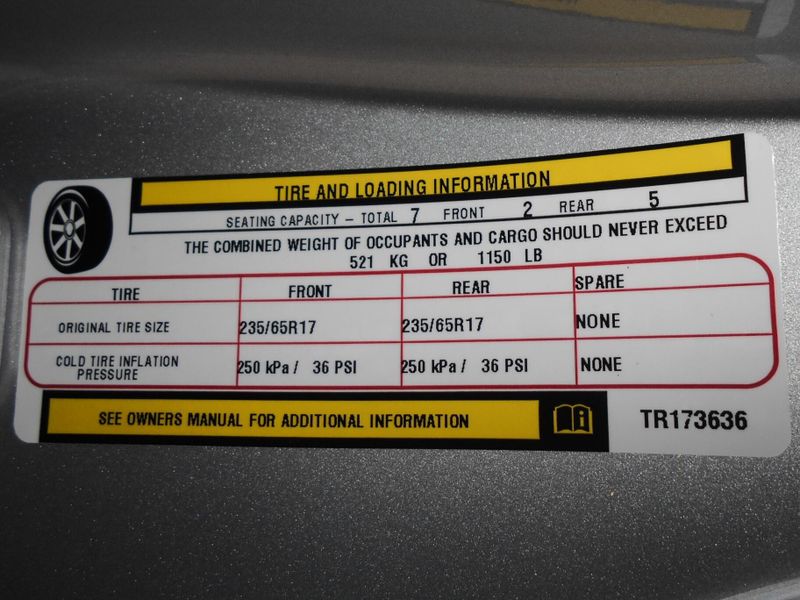 TIRE AND LOADING INFORMATION
SEATING CAPACITY – TOTAL 7 FRONT 2 REAR 5
THE COMBINED WEIGHT OF OCCUPANTS AND CARGO SHOULD NEVER EXCEED
521 KG OR 1150 LB
TIRE FRONT REAR SPARE
ORIGINAL TIRE SIZE 235/65R17 235/65R17 NONE
COLD TIRE INFLATION PRESSURE 250 kPa / 36 PSI 250 kPa / 36 PSI NONE
SEE OWNERS MANUAL FOR ADDITIONAL INFORMATION TR173636